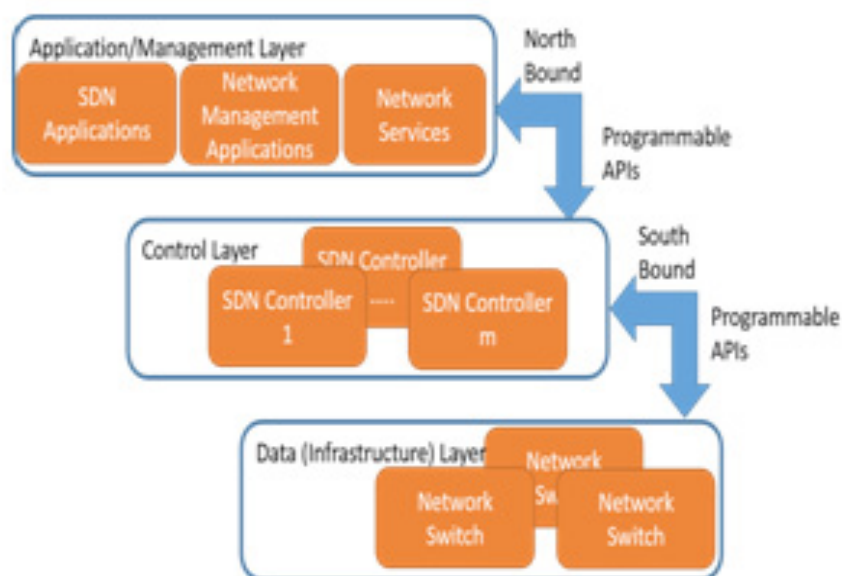 Application/Management Layer
SDN
Applications
Network
Management
Applications
Network
Services
North
Bound
Programmable
APIs
Control Layer
SDN Controller
SDN Controller
1
----
SDN Controller
m
South
Bound
Programmable
APIs
Data (Infrastructure) Layer
Network
Network
Switch
Network
Switch